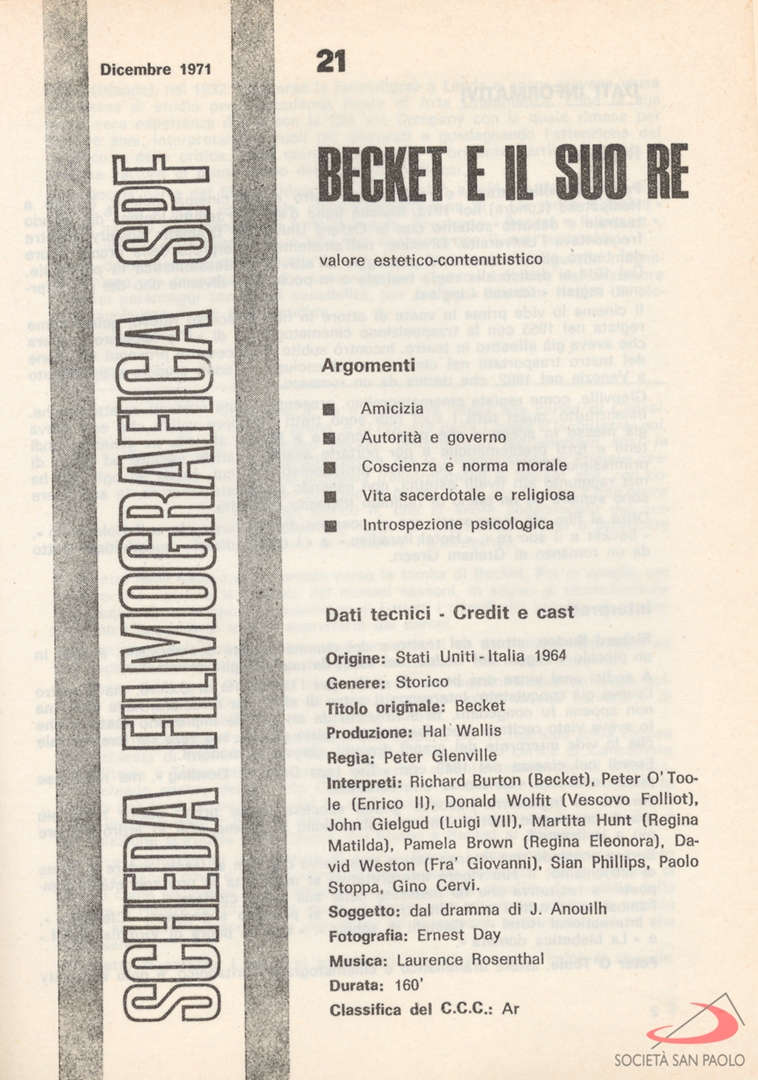 Dicembre 1971
21
SCHEDA FILMOGRAFICA SPF
BECKET E IL SUO RE
valore estetico-contenutistico
Argomenti
Amicizia
Autorità e governo
Coscienza e norma morale
Vita sacerdotale e religiosa
Introspezione psicologica
Dati tecnici - Credit e cast
Origine: Stati Uniti - Italia 1964
Genere: Storico
Titolo originale: Becket
Produzione: Hal Wallis
Regia: Peter Glenville
Interpreti: Richard Burton (Becket), Peter O'Too-
le (Enrico II), Donald Wolfit (Vescovo Folliot),
John Gielgud (Luigi VII), Martita Hunt (Regina
Matilda), Pamela Brown (Regina Eleonora), Da-
vid Weston (Fra' Giovanni), Sian Phillips, Paolo
Stoppa, Gino Cervi.
Soggetto: dal dramma di J. Anouilh
Fotografia: Ernest Day
Musica: Laurence Rosenthal
Durata: 160'
Classifica del C.C.C.: Ar
SOCIETÀ SAN PAOLO